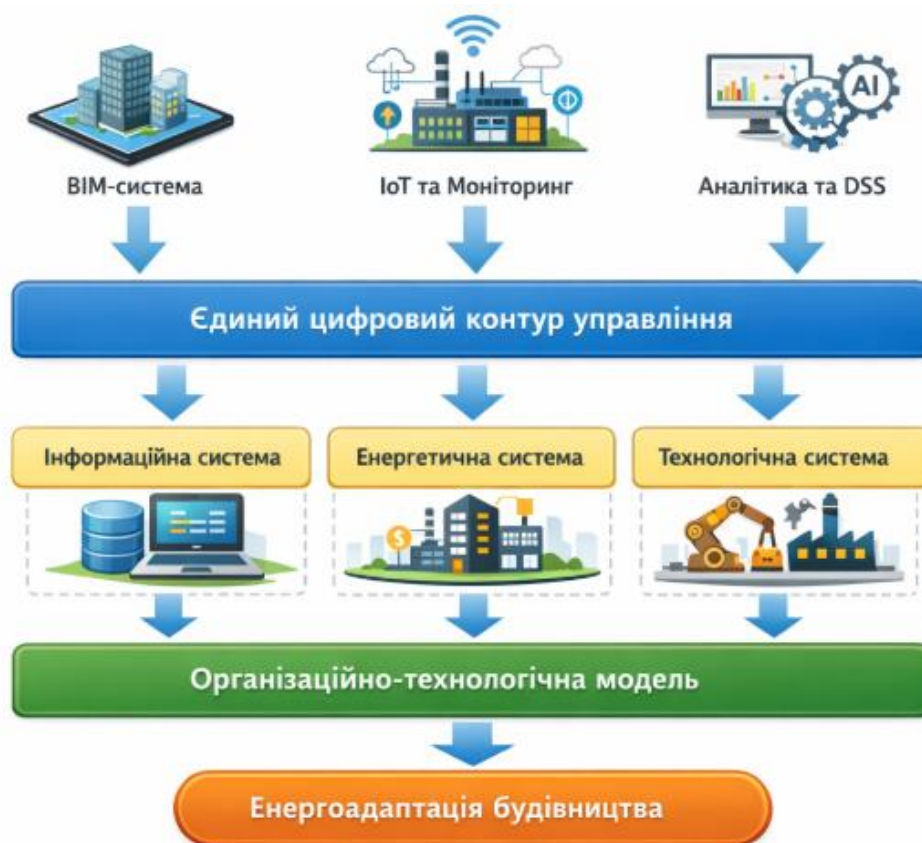 AI
BIM-система
IoT та Моніторинг
Аналітика та DSS
Єдиний цифровий контур управління
Інформаційна система
Енергетична система
Технологічна система
$
Організаційно-технологічна модель
Енергоадаптація будівництва